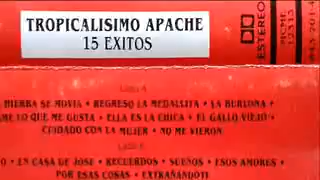 TROPICALISIMO APACHE
15 EXITOS
ESTEREO
LADO A
HIERBA SE MOVIA • REGRESO LA MEDALLITA • LA BURLONA •
ME LO QUE ME GUSTA • ELLA ES LA CHICA • EL GALLO VIEJO •
CUIDADO CON LA MUJER • NO ME VIERON
• EN CASA DE JOSE • RECUERDOS • SUEÑOS • ESOS AMORES •
POR ESAS COSAS • EXTRAÑANDOTE